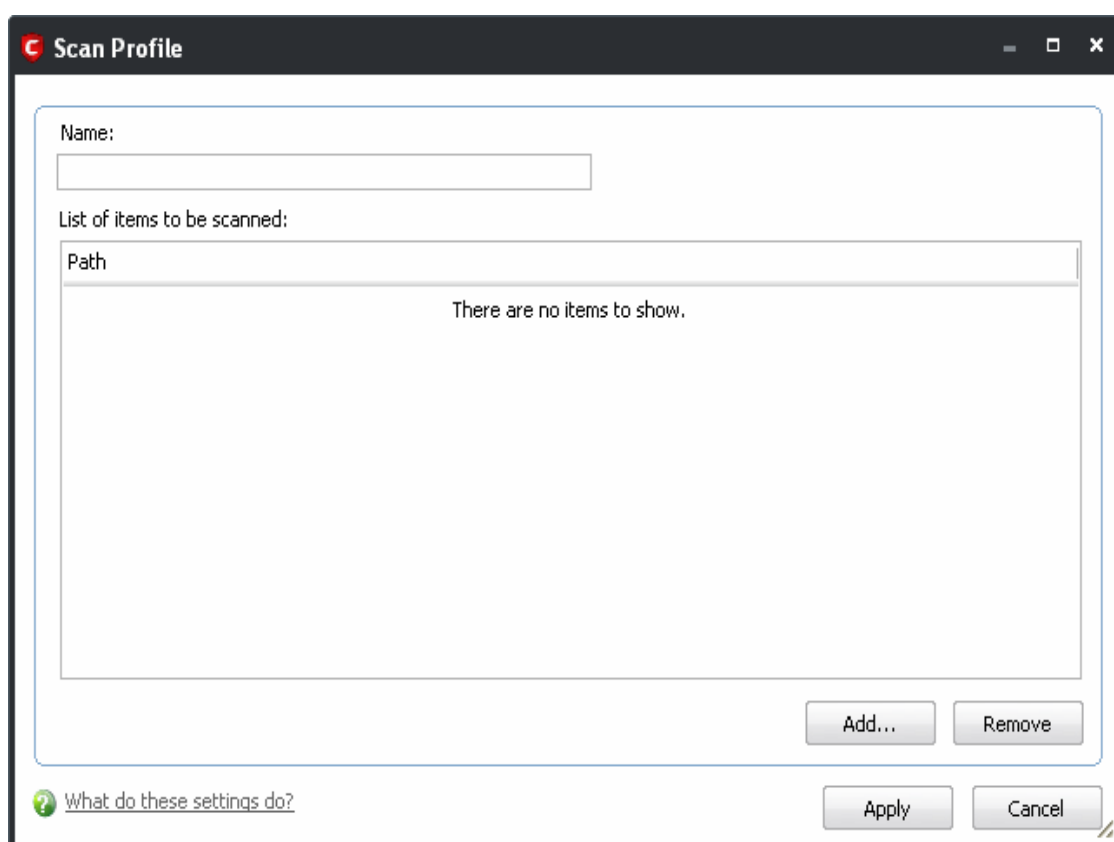 Scan Profile
Name:
List of items to be scanned:
Path
There are no items to show.
Add...
Remove
What do these settings do?
Apply
Cancel